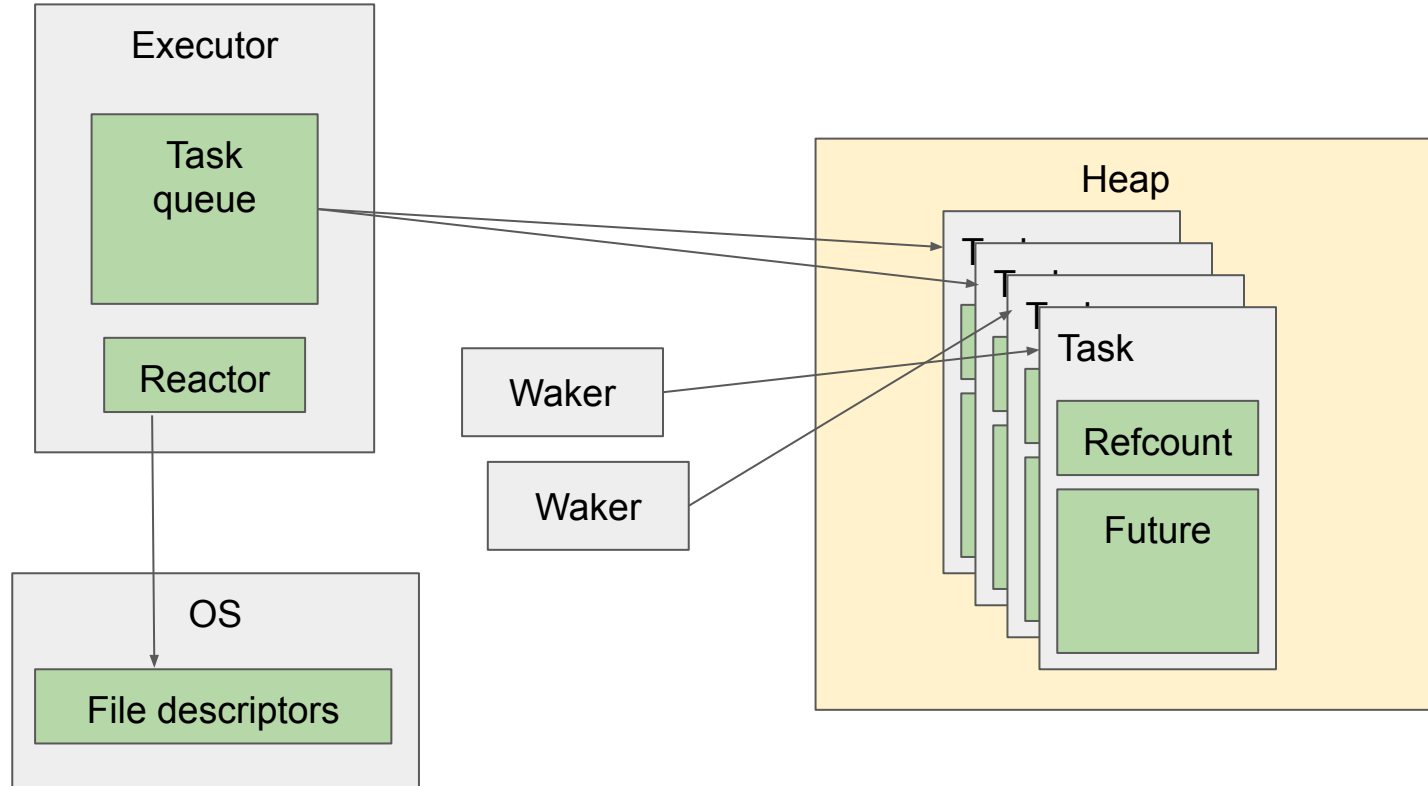 Executor
Task
queue
Reactor
OS
File descriptors
Waker
Waker
Heap
Task
Refcount
Future